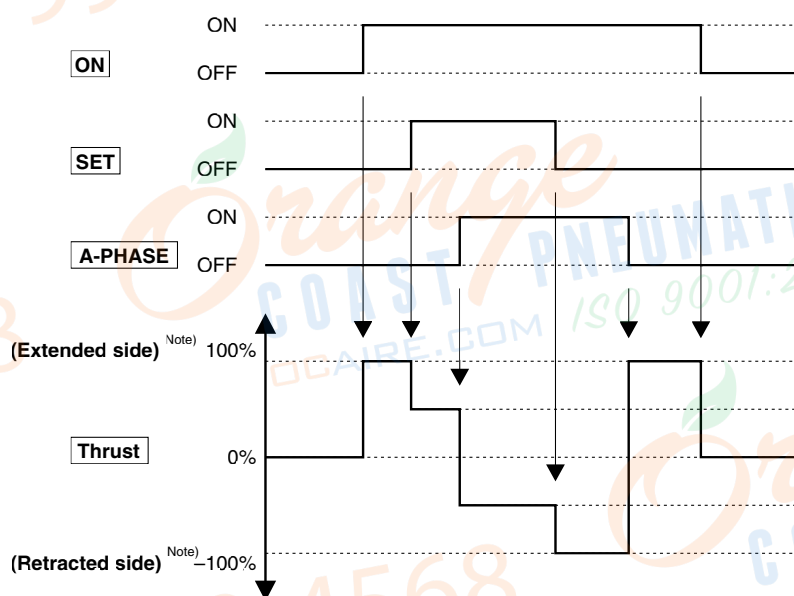 ON
ON
OFF
ON
SET
OFF
ON
A-PHASE
OFF
Orange
COAST PNEUMATI
ISO 9001:2
OCAIRE.COM
(Extended side) Note) 100%
Thrust
0%
(Retracted side) Note) –100%
4568